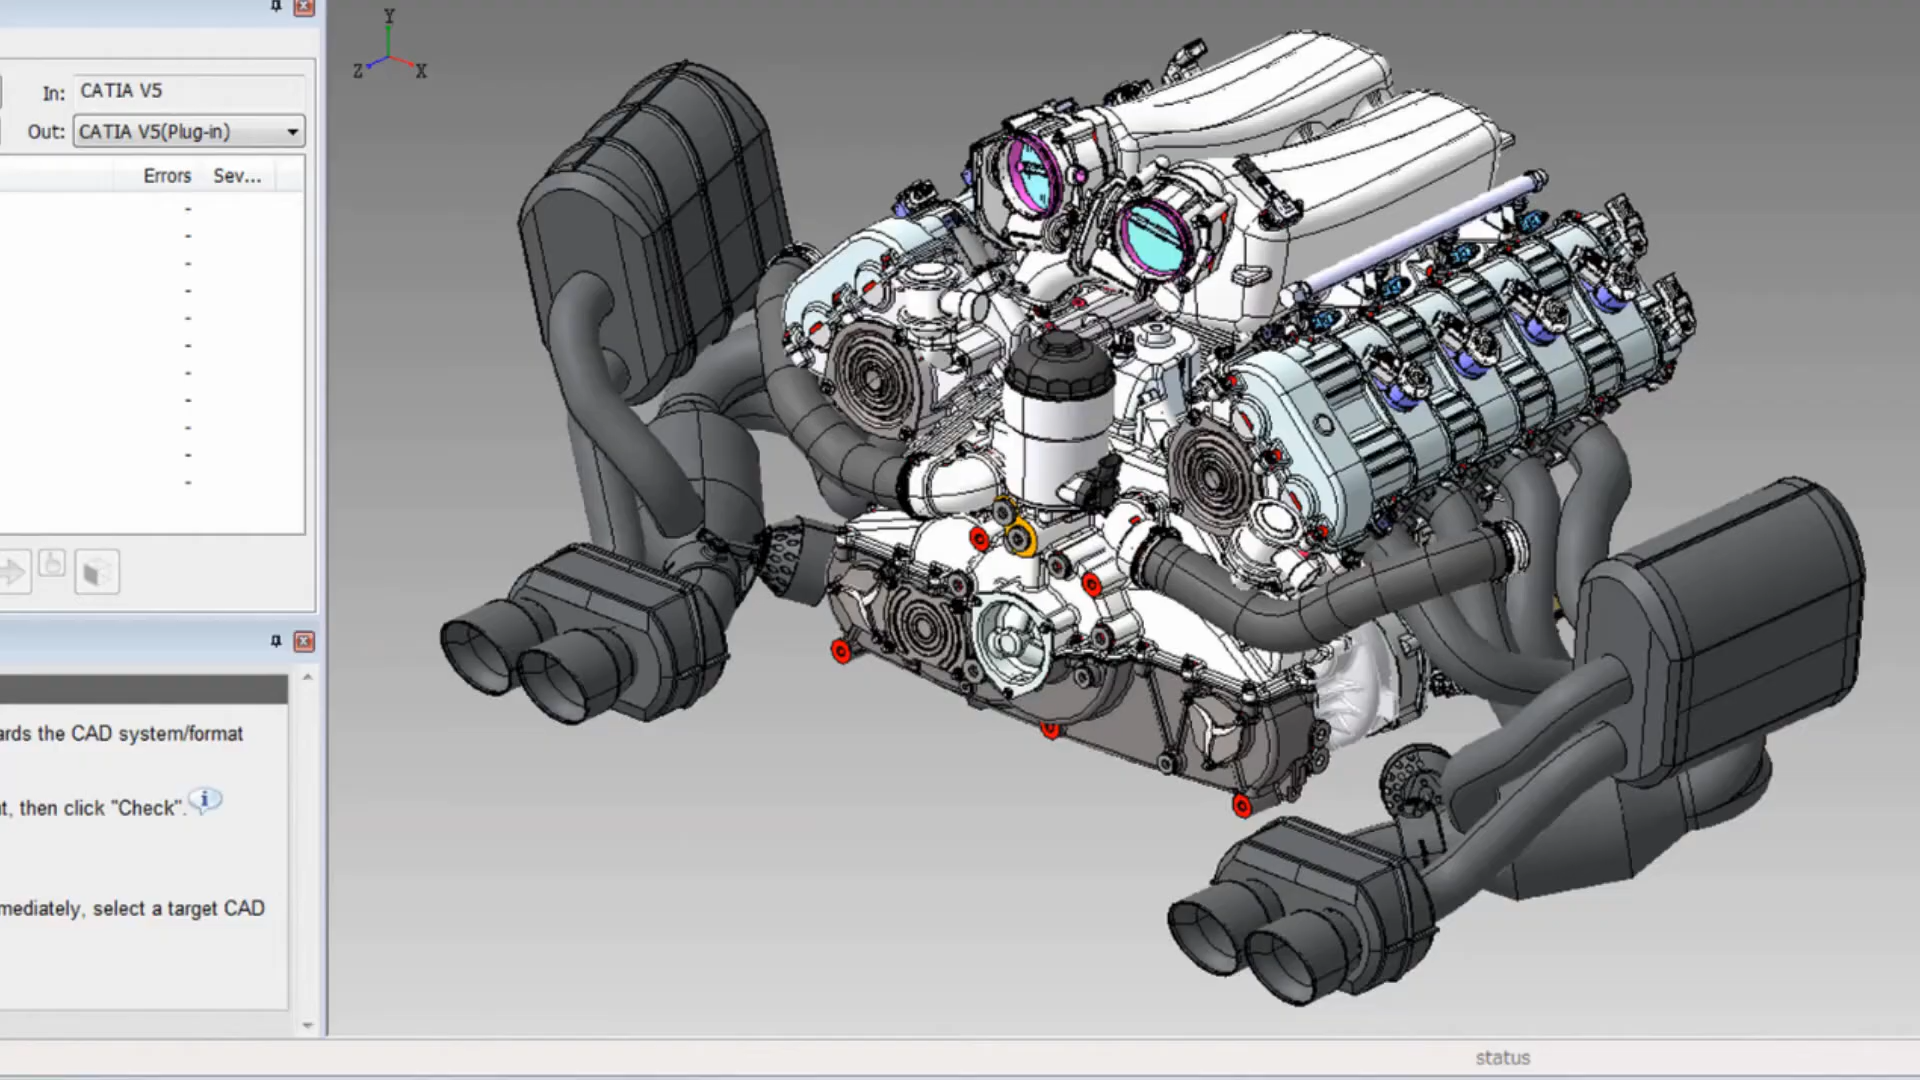 Y
Z X
In: CATIA V5
Out: CATIA V5(Plug-in)
Errors Sev...
-
-
-
-
-
-
-
-
-
-
-
ards the CAD system/format
t, then click "Check".
mediately, select a target CAD
status